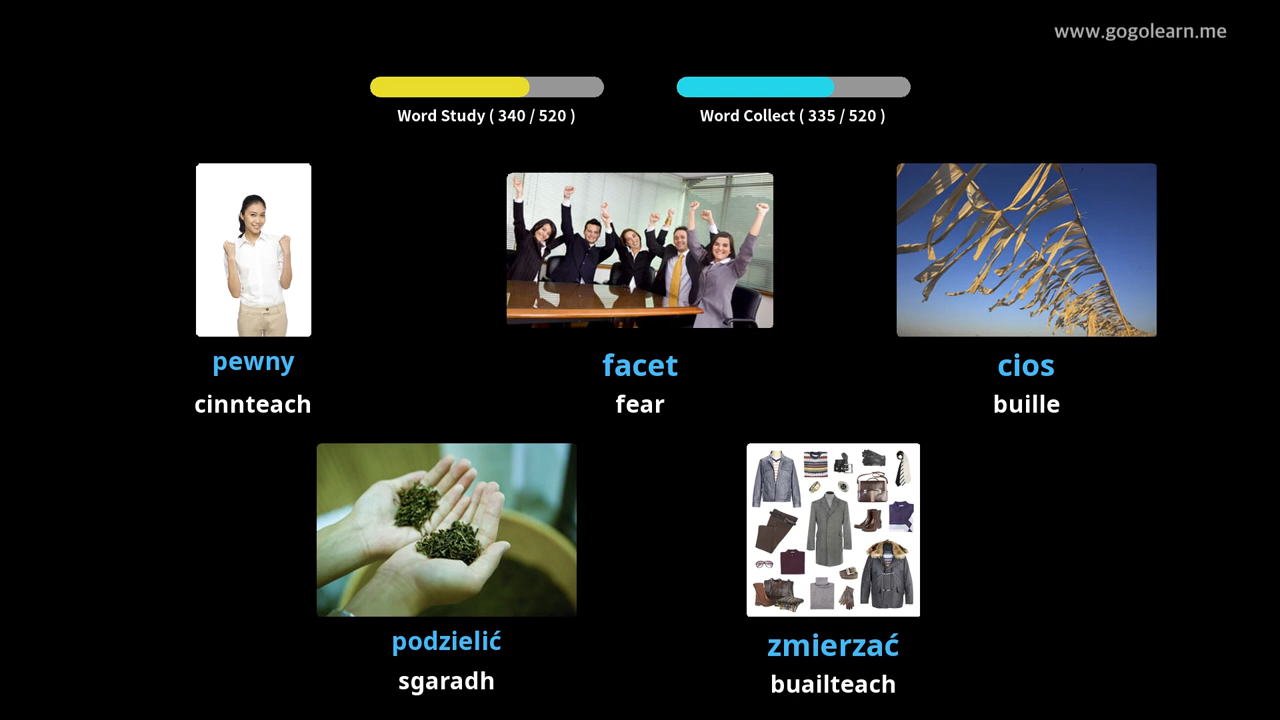 www.gogolearn.me
Word Study ( 340 / 520 )
Word Collect ( 335 / 520 )
pewny
cinnteach
facet
fear
cios
buille
podzielić
sgaradh
zmierzać
buailteach